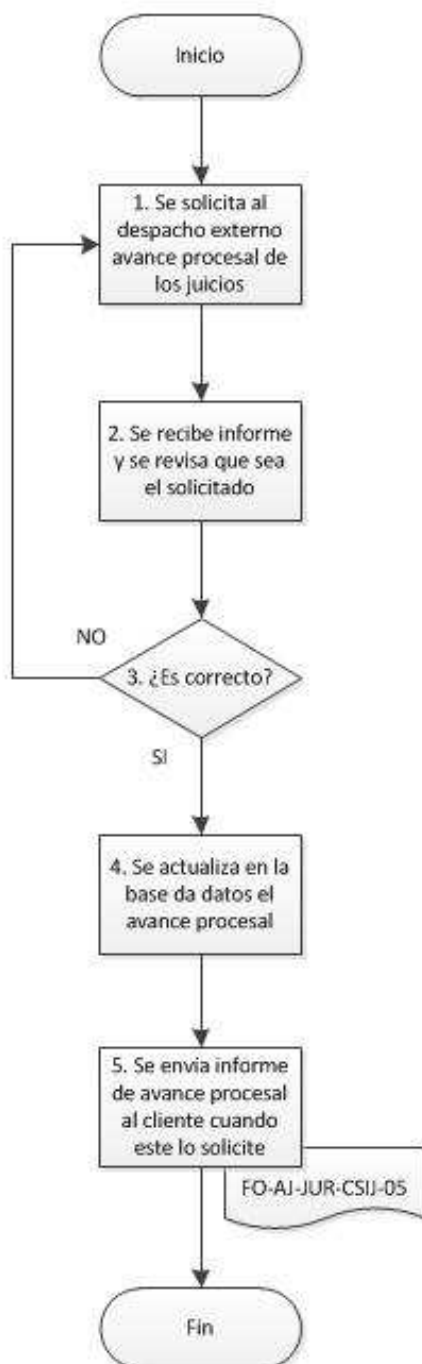 Inicio
1. Se solicita al
despacho externo
avance procesal de
los juicios
2. Se recibe informe
y se revisa que sea
el solicitado
NO
3. ¿Es correcto?
SI
4. Se actualiza en la
base da datos el
avance procesal
5. Se envia informe
de avance procesal
al cliente cuando
este lo solicite
FO-AJ-JUR-CSIJ-05
Fin